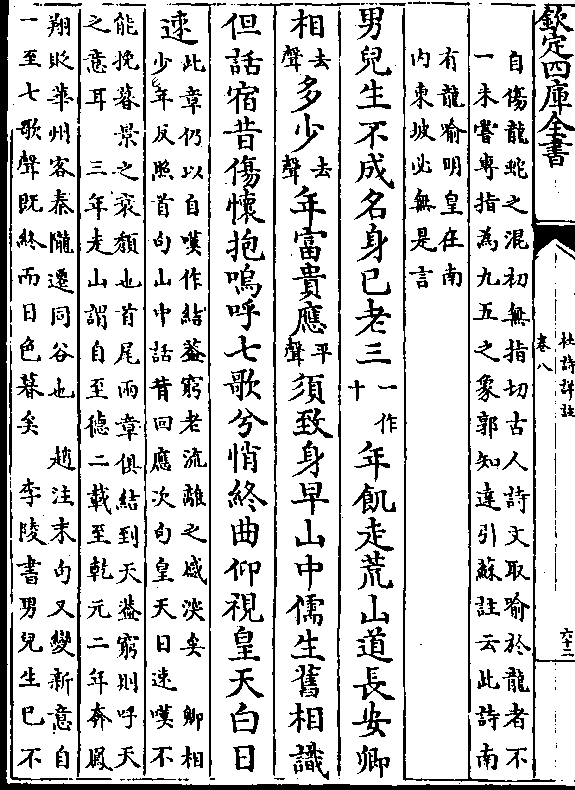 欽定四庫全書
杜詩詳註
卷八
六十二
自傷龍蛇之混初無指切古人詩文取喻於龍者不
一未嘗專指為九五之象郭知達引蘇註云此詩南
有龍喻明皇在南
内東坡必無是言
男兒生不成名身已老三一作十年飢走荒山道長安卿
相去聲多少去聲年富貴應平聲須致身早山中儒生舊相識
但話宿昔傷懷抱嗚呼七歌兮悄終曲仰視皇天白日
速
此章仍以自嘆作結蓋窮老流離之感深矣　卿相
少年反照首句山中話昔回應次句皇天日速嘆不
能挽暮景之衰頹也首尾兩章俱結到天蓋窮則呼天
之意耳　三年走山謂自至德二載至乾元二年奔鳳
翔貶華州客秦隴遷同谷也　趙注末句又變新意自
一至七歌聲既終而日色暮矣　李陵書男兒生已不